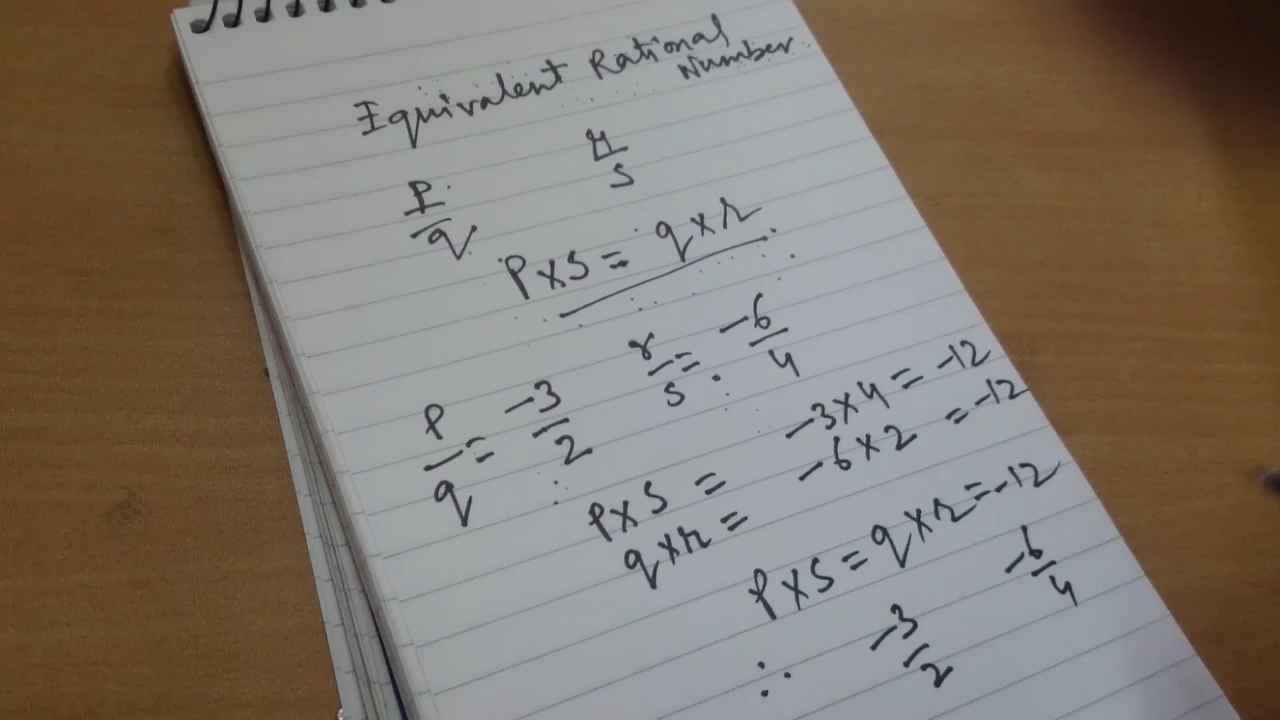 Equivalent Rational
Number
p/q r/s
p×s = q×r
p/q = -3/2 r/s = -6/4
p×s = -3×4 = -12
q×r = -6×2 = -12
p×s = q×r = -12
∴ -3/2 -6/4